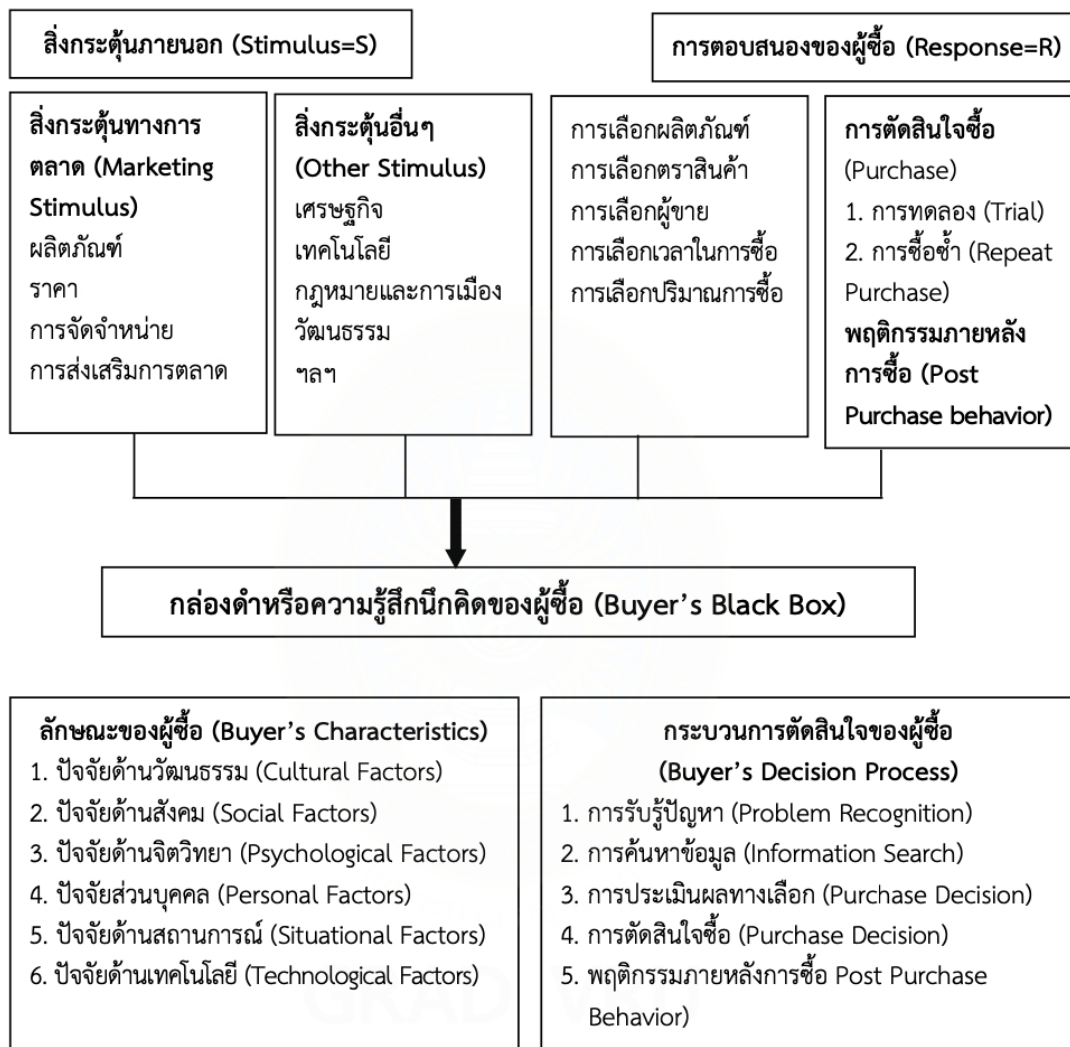 สิ่งกระตุ้นภายนอก (Stimulus=S)
การตอบสนองของผู้ซื้อ (Response=R)
สิ่งกระตุ้นทางการ
ตลาด (Marketing
Stimulus)
ผลิตภัณฑ์
ราคา
การจัดจำหน่าย
การส่งเสริมการตลาด
สิ่งกระตุ้นอื่นๆ
(Other Stimulus)
เศรษฐกิจ
เทคโนโลยี
กฎหมายและการเมือง
วัฒนธรรม
ฯลฯ
การเลือกผลิตภัณฑ์
การเลือกตราสินค้า
การเลือกผู้ขาย
การเลือกเวลาในการซื้อ
การเลือกปริมาณการซื้อ
การตัดสินใจซื้อ
(Purchase)
1. การทดลอง (Trial)
2. การซื้อซ้ำ (Repeat
Purchase)
พฤติกรรมภายหลัง
การซื้อ (Post
Purchase behavior)
กล่องดำหรือความรู้สึกนึกคิดของผู้ซื้อ (Buyer's Black Box)
ลักษณะของผู้ซื้อ (Buyer's Characteristics)
1. ปัจจัยด้านวัฒนธรรม (Cultural Factors)
2. ปัจจัยด้านสังคม (Social Factors)
3. ปัจจัยด้านจิตวิทยา (Psychological Factors)
4. ปัจจัยส่วนบุคคล (Personal Factors)
5. ปัจจัยด้านสถานการณ์ (Situational Factors)
6. ปัจจัยด้านเทคโนโลยี (Technological Factors)
กระบวนการตัดสินใจของผู้ซื้อ
(Buyer's Decision Process)
1. การรับรู้ปัญหา (Problem Recognition)
2. การค้นหาข้อมูล (Information Search)
3. การประเมินผลทางเลือก (Purchase Decision)
4. การตัดสินใจซื้อ (Purchase Decision)
5. พฤติกรรมภายหลังการซื้อ Post Purchase
Behavior)